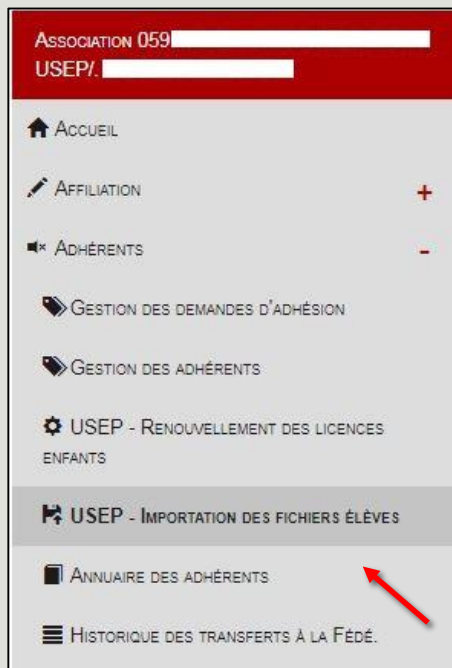 Association 059
USEP/.
Accueil
Affiliation +
Adhérents -
Gestion des demandes d'adhésion
Gestion des adhérents
USEP - Renouvellement des licences
enfants
USEP - Importation des fichiers élèves
Annuaire des adhérents
Historique des transferts à la Fédé.